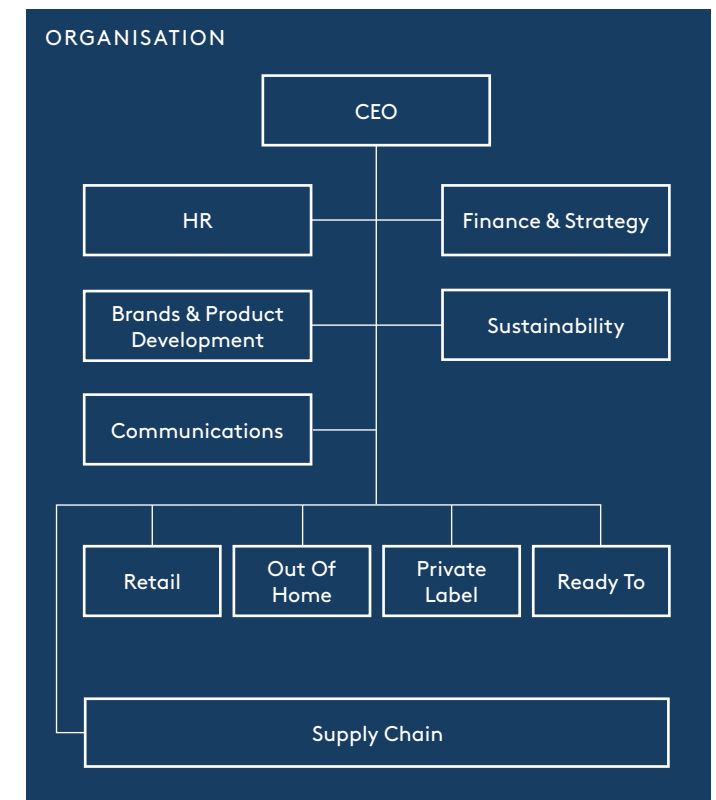 ORGANISATION
CEO
HR
Finance & Strategy
Brands & Product
Development
Sustainability
Communications
Retail
Out Of
Home
Private
Label
Ready To
Supply Chain